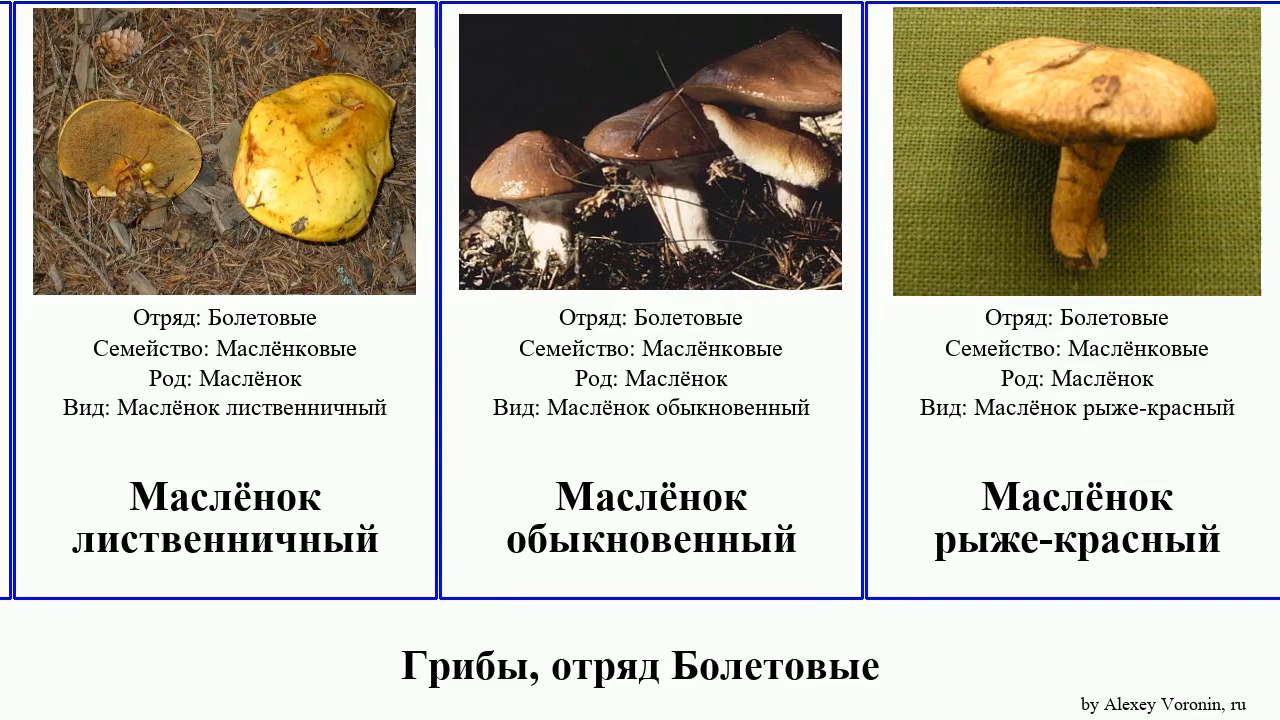 Отряд: Болетовые
Семейство: Маслёнковые
Род: Маслёнок
Вид: Маслёнок лиственничный
Маслёнок
лиственничный
Отряд: Болетовые
Семейство: Маслёнковые
Род: Маслёнок
Вид: Маслёнок обыкновенный
Маслёнок
обыкновенный
Отряд: Болетовые
Семейство: Маслёнковые
Род: Маслёнок
Вид: Маслёнок рыже-красный
Маслёнок
рыже-красный
Грибы, отряд Болетовые
by Alexey Voronin, ru